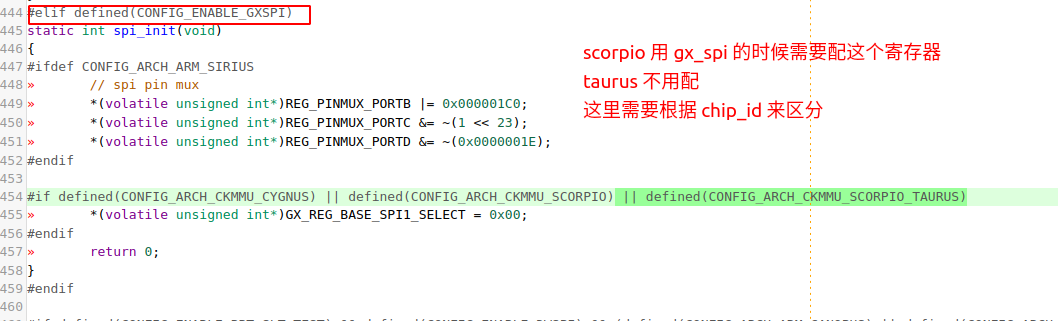 444 #elif defined(CONFIG_ENABLE_GXSPI)
445 static int spi_init(void)
446 {
447 #ifdef CONFIG_ARCH_ARM_SIRIUS
448 » // spi pin mux
449 » *(volatile unsigned int*)REG_PINMUX_PORTB |= 0x000001C0;
450 » *(volatile unsigned int*)REG_PINMUX_PORTC &= ~(1 << 23);
451 » *(volatile unsigned int*)REG_PINMUX_PORTD &= ~(0x0000001E);
452 #endif
453
454 #if defined(CONFIG_ARCH_CKMMU_CYGNUS) || defined(CONFIG_ARCH_CKMMU_SCORPIO) || defined(CONFIG_ARCH_CKMMU_SCORPIO_TAURUS)
455 » *(volatile unsigned int*)GX_REG_BASE_SPI1_SELECT = 0x00;
456 #endif
457 » return 0;
458 }
459 #endif
460
scorpio 用 gx_spi 的时候需要配这个寄存器
taurus 不用配
这里需要根据 chip_id 来区分